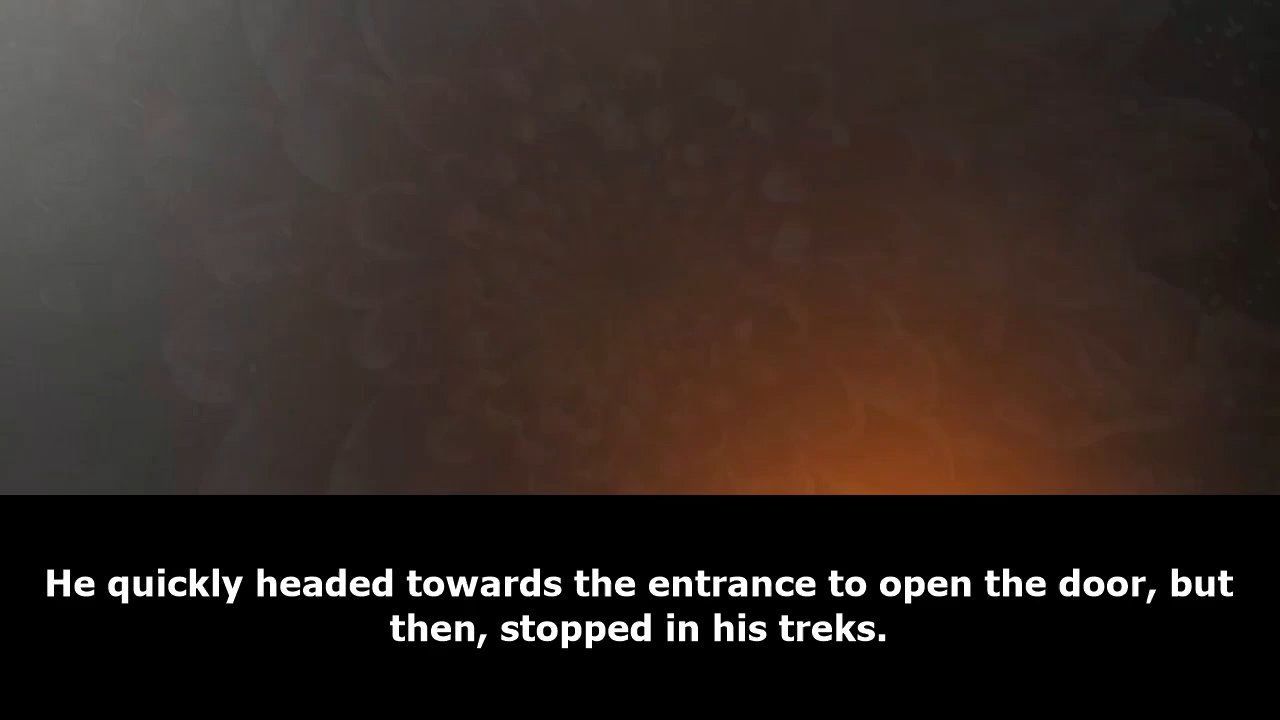 He quickly headed towards the entrance to open the door, but
then, stopped in his treks.